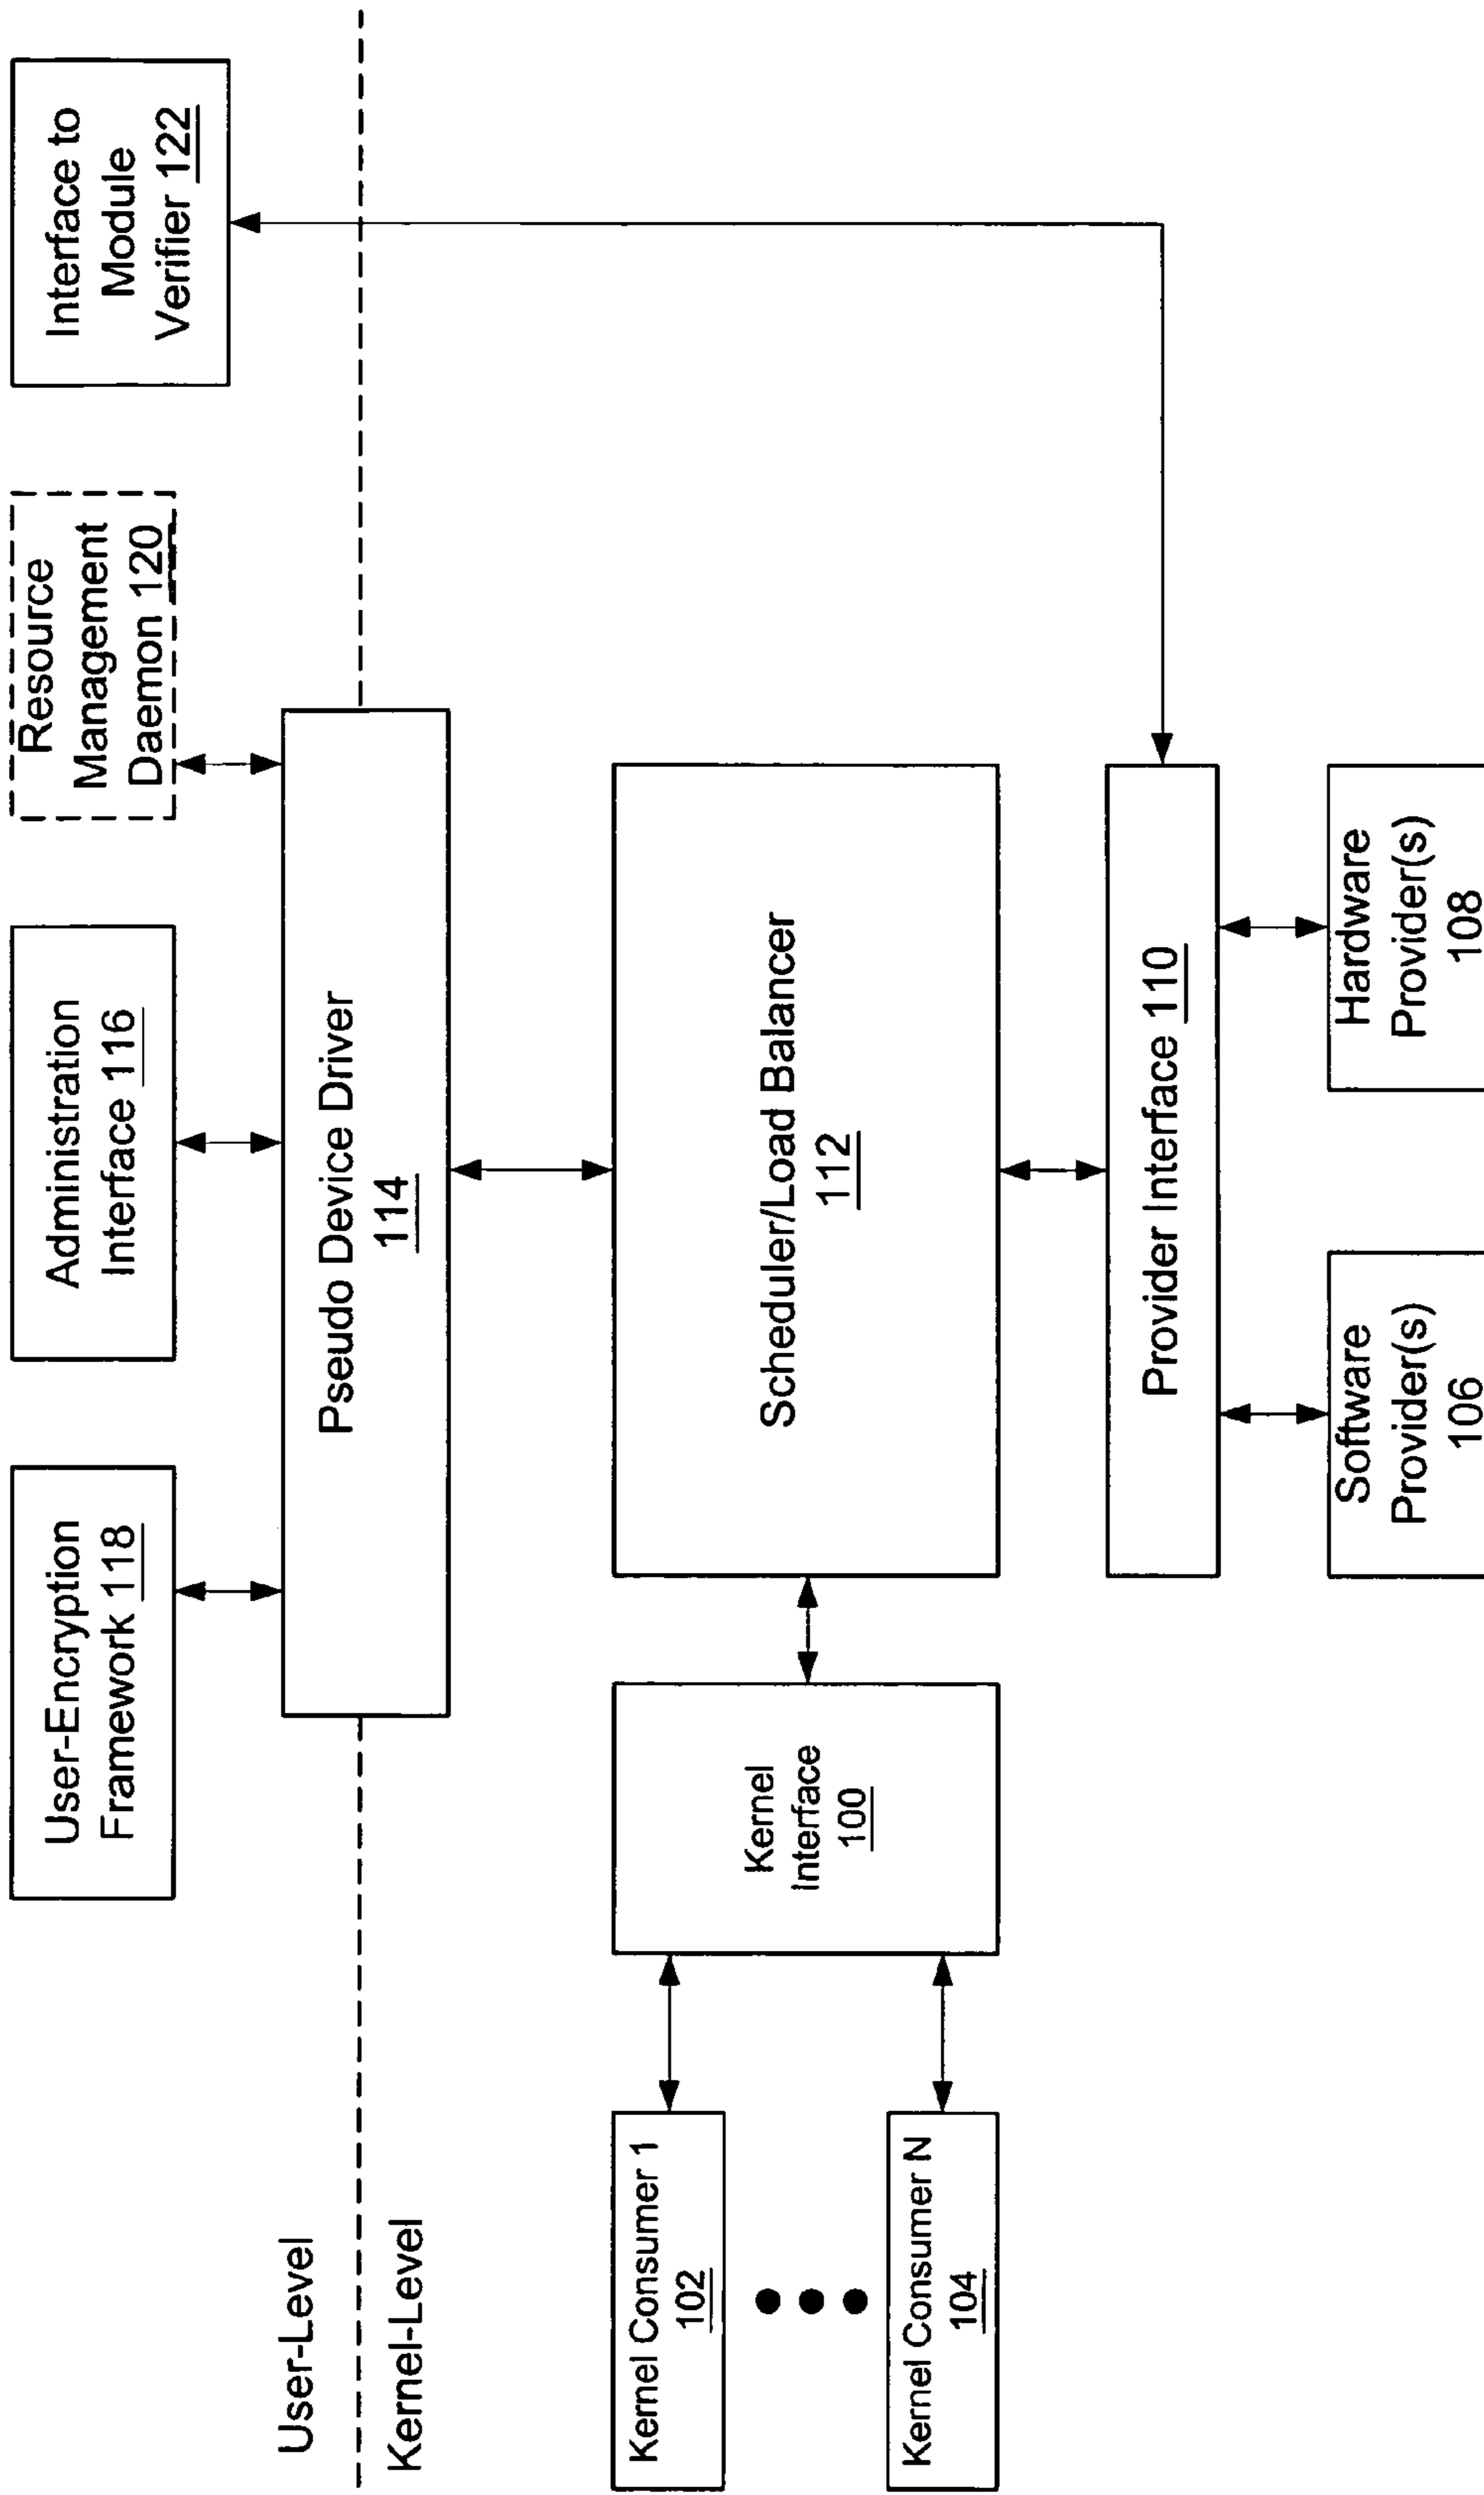 User-Encryption
Framework 118
Administration
Interface 116
Resource
Management
Daemon 120
Interface to
Module
Verifier 122
User-Level
Kernel-Level
Pseudo Device Driver
114
Kernel Consumer 1
102
Kernel Consumer N
104
Kernel
Interface
100
Scheduler/Load Balancer
112
Provider Interface 110
Software
Provider(s)
106
Hardware
Provider(s)
108